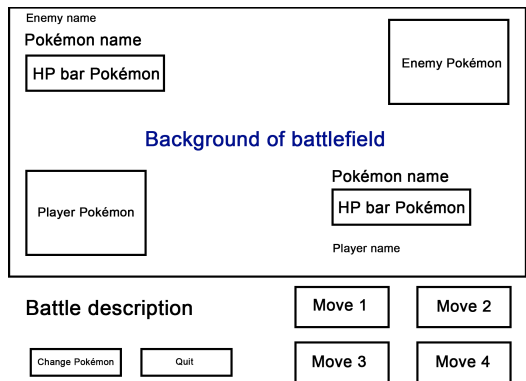 Enemy name
Pokémon name
HP bar Pokémon
Enemy Pokémon
Background of battlefield
Player Pokémon
Pokémon name
HP bar Pokémon
Player name
Battle description
Move 1
Move 2
Change Pokémon
Quit
Move 3
Move 4